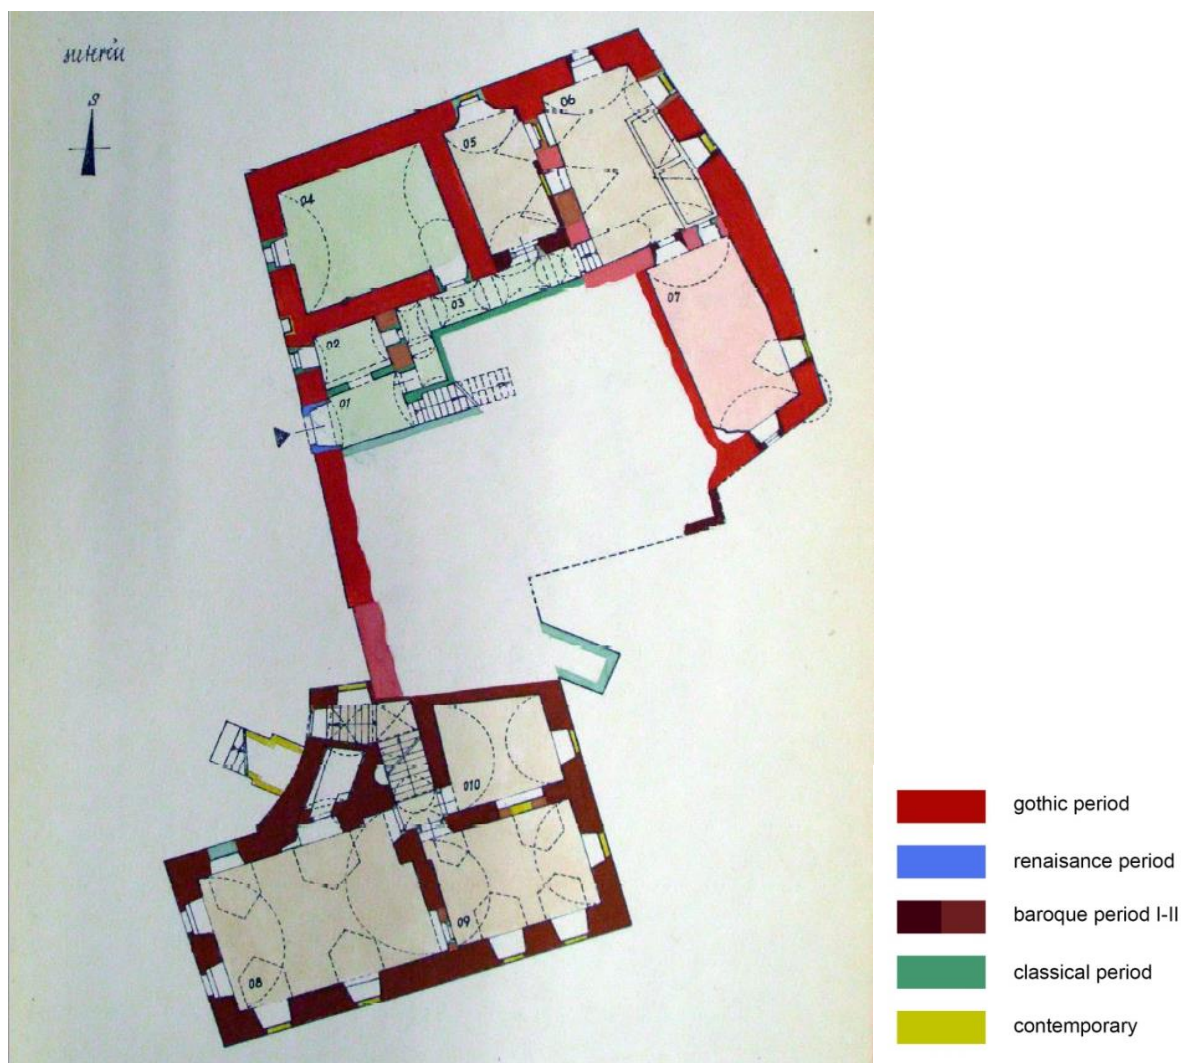 suterén
S
06
05
04
03
07
02
01
010
09
08
gothic period
renaisance period
baroque period I-II
classical period
contemporary